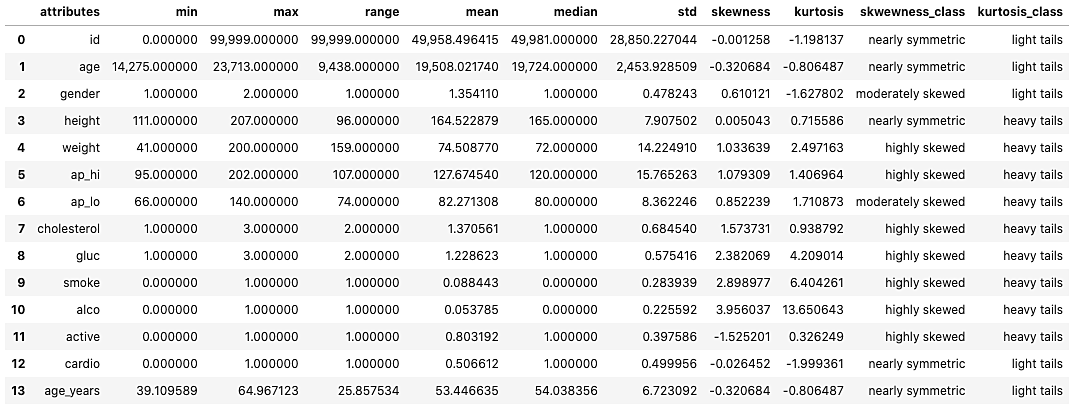 attributes min max range mean median std skewness kurtosis skwewness_class kurtosis_class
0 id 0.000000 99,999.000000 99,999.000000 49,958.496415 49,981.000000 28,850.227044 -0.001258 -1.198137 nearly symmetric light tails
1 age 14,275.000000 23,713.000000 9,438.000000 19,508.021740 19,724.000000 2,453.928509 -0.320684 -0.806487 nearly symmetric light tails
2 gender 1.000000 2.000000 1.000000 1.354110 1.000000 0.478243 0.610121 -1.627802 moderately skewed light tails
3 height 111.000000 207.000000 96.000000 164.522879 165.000000 7.907502 0.005043 0.715586 nearly symmetric heavy tails
4 weight 41.000000 200.000000 159.000000 74.508770 72.000000 14.224910 1.033639 2.497163 highly skewed heavy tails
5 ap_hi 95.000000 202.000000 107.000000 127.674540 120.000000 15.765263 1.079309 1.406964 highly skewed heavy tails
6 ap_lo 66.000000 140.000000 74.000000 82.271308 80.000000 8.362246 0.852239 1.710873 moderately skewed heavy tails
7 cholesterol 1.000000 3.000000 2.000000 1.370561 1.000000 0.684540 1.573731 0.938792 highly skewed heavy tails
8 gluc 1.000000 3.000000 2.000000 1.228623 1.000000 0.575416 2.382069 4.209014 highly skewed heavy tails
9 smoke 0.000000 1.000000 1.000000 0.088443 0.000000 0.283939 2.898977 6.404261 highly skewed heavy tails
10 alco 0.000000 1.000000 1.000000 0.053785 0.000000 0.225592 3.956037 13.650643 highly skewed heavy tails
11 active 0.000000 1.000000 1.000000 0.803192 1.000000 0.397586 -1.525201 0.326249 highly skewed heavy tails
12 cardio 0.000000 1.000000 1.000000 0.506612 1.000000 0.499956 -0.026452 -1.999361 nearly symmetric light tails
13 age_years 39.109589 64.967123 25.857534 53.446635 54.038356 6.723092 -0.320684 -0.806487 nearly symmetric light tails